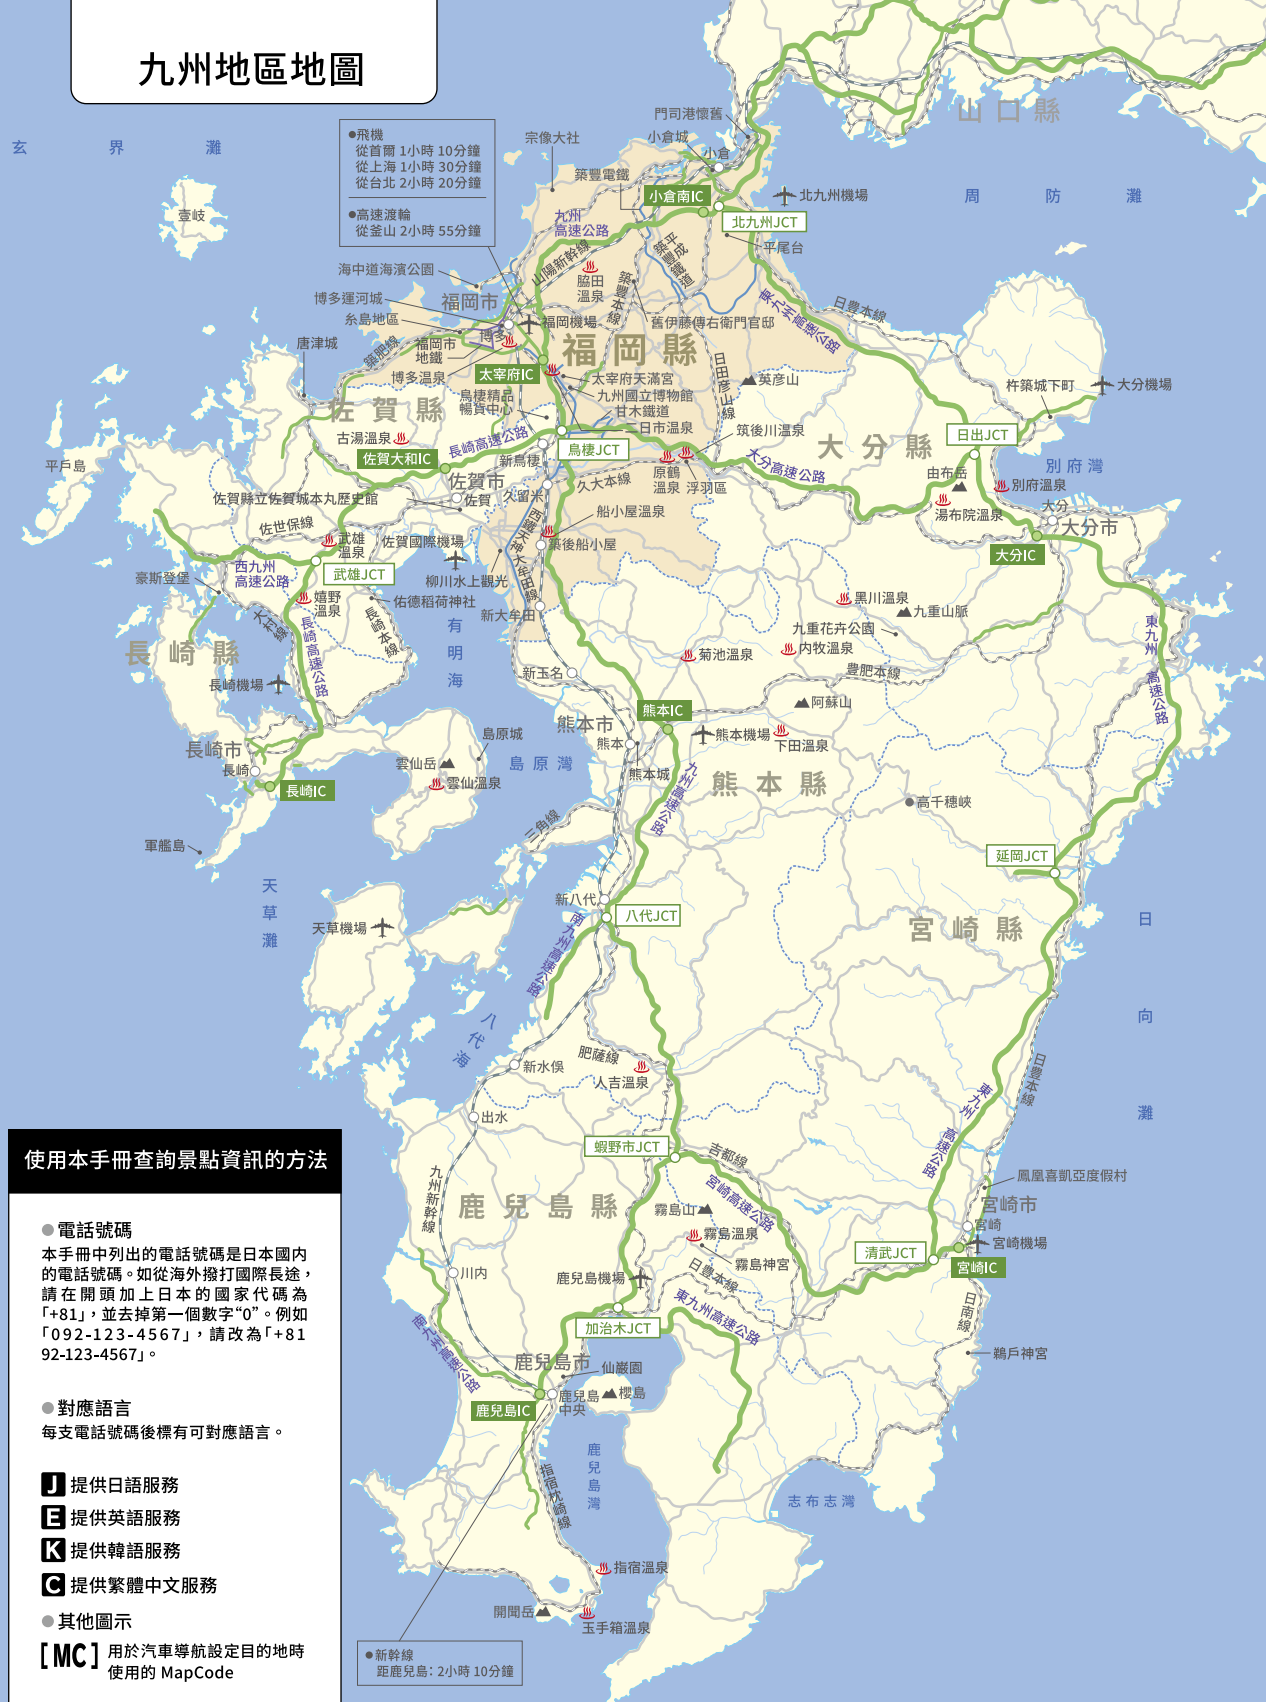 九州地區地圖
●飛機
從首爾 1小時 10分鐘
從上海 1小時 30分鐘
從台北 2小時 20分鐘
●高速渡輪
從釜山 2小時 55分鐘
門司港懷舊
宗像大社
小倉城
小倉
山口縣
玄界灘
築豐電鐵
小倉南IC
北九州機場
周防灘
壹岐
九州
高速公路
北九州JCT
平尾台
築平
豐成
鐵
道
山陽新幹線
海中道海濱公園
脇田
溫泉
築豐本線
博多運河城
福岡市
東九州高速公路
日豊本線
糸島地區
福岡機場
舊伊藤傳右衛門官邸
博多
唐津城
築肥線
福岡市
地鐵
福岡縣
日田彦山線
博多溫泉
太宰府IC
太宰府天滿宮
英彦山
杵築城下町
大分機場
鳥棲精品
暢貨中心
九州國立博物館
佐賀縣
甘木鐵道
二日市溫泉
筑後川溫泉
古湯溫泉
長崎高速公路
大分縣
日出JCT
佐賀大和IC
鳥棲JCT
新鳥棲
大分高速公路
平戶島
別府灣
佐賀市
原鶴
溫泉
浮羽區
由布岳
別府溫泉
佐賀縣立佐賀城本丸歷史館
佐賀
久留米
久大本線
湯布院溫泉
大分
佐世保線
船小屋溫泉
大分市
武雄
溫泉
佐賀國際機場
西鐵天神大牟田線
築後船小屋
大分IC
西九州
高速公路
武雄JCT
豪斯登堡
柳川水上觀光
嬉野
溫泉
佑德稻荷神社
黑川溫泉
九重山脈
大村線
長崎本線
新大牟田
有明海
九重花卉公園
東九州
高速公路
長崎高速公路
長崎縣
菊池溫泉
內牧溫泉
新玉名
豊肥本線
長崎機場
阿蘇山
熊本IC
島原城
熊本市
熊本機場
下田溫泉
長崎市
熊本
長崎
雲仙岳
島原灣
熊本城
九州高速公路
熊本縣
雲仙溫泉
長崎IC
高千穗峽
三角線
軍艦島
延岡JCT
天草灘
新八代
八代JCT
天草機場
南九州高速公路
宮崎縣
日向灘
八代海
肥薩線
新水俁
人吉溫泉
日豊本線
東九州
高速公路
出水
蝦野市JCT
吉都線
九州新幹線
宮崎高速公路
鳳凰喜凱亞度假村
鹿兒島縣
霧島山
宮崎市
霧島溫泉
宮崎
清武JCT
宮崎機場
霧島神宮
宮崎IC
川內
鹿兒島機場
日豊本線
東九州高速公路
日南線
南九州高速公路
加治木JCT
鵜戶神宮
鹿兒島市
仙巖園
鹿兒島
中央
櫻島
鹿兒島IC
鹿兒島灣
指宿枕崎線
志布志灣
指宿溫泉
開聞岳
玉手箱溫泉
●新幹線
距鹿兒島：2小時 10分鐘
使用本手冊查詢景點資訊的方法
●電話號碼
本手冊中列出的電話號碼是日本國內
的電話號碼。如從海外撥打國際長途，
請在開頭加上日本的國家代碼為
「+81」，並去掉第一個數字“0”。例如
「092-123-4567」，請改為「+81
92-123-4567」。
●對應語言
每支電話號碼後標有可對應語言。
J 提供日語服務
E 提供英語服務
K 提供韓語服務
C 提供繁體中文服務
●其他圖示
[MC] 用於汽車導航設定目的地時
使用的 MapCode